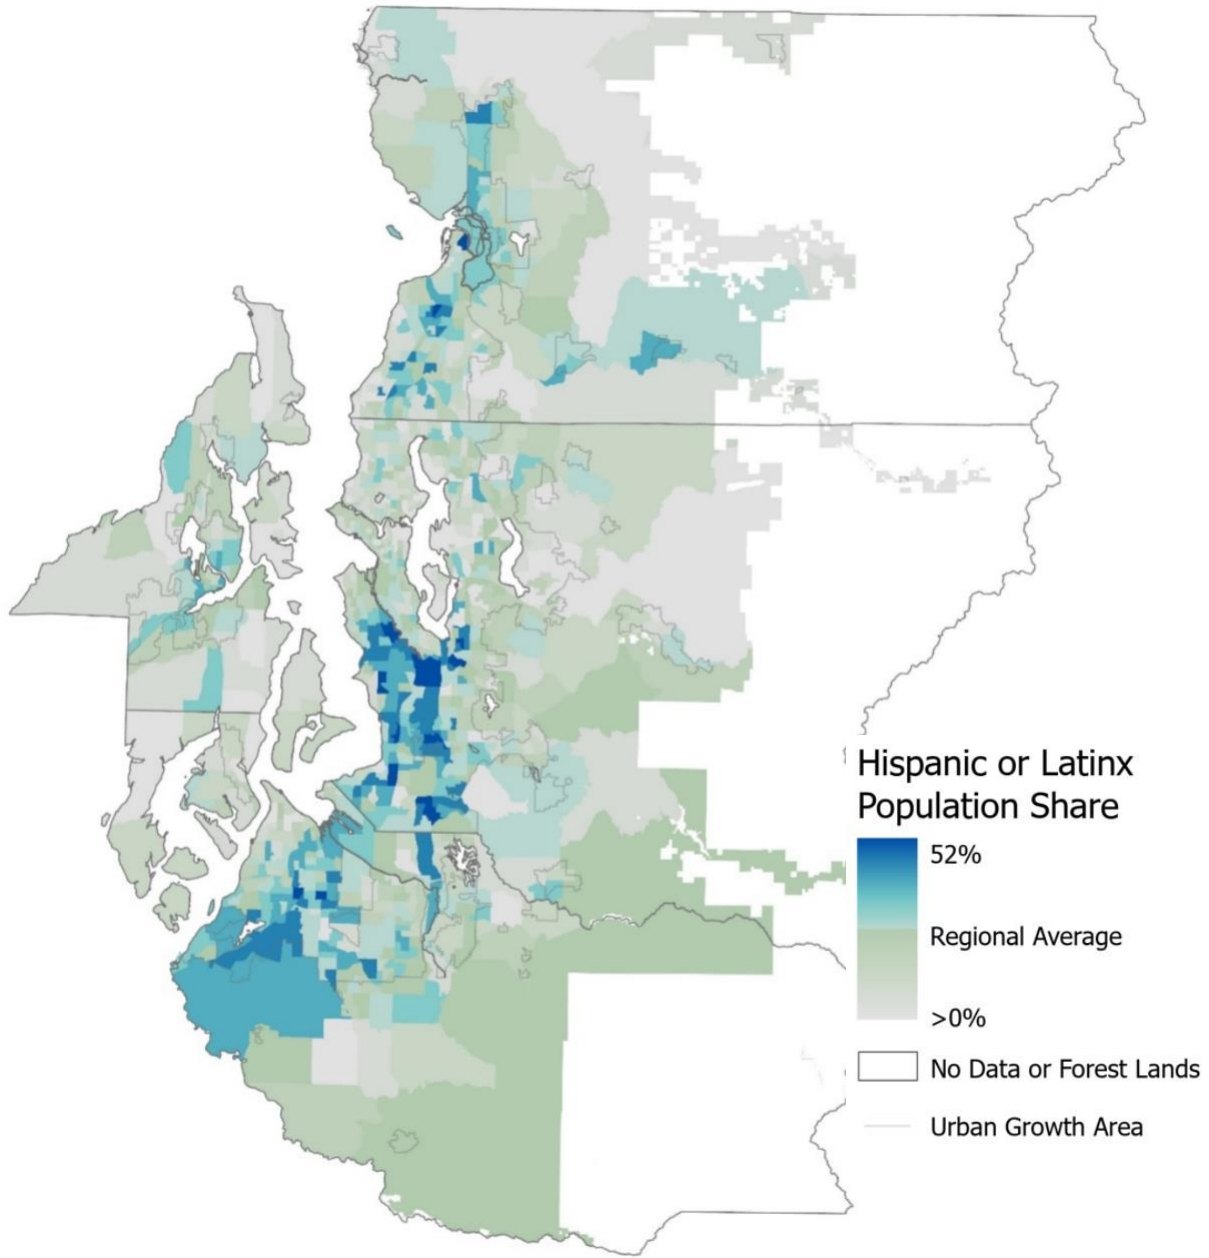 Hispanic or Latinx
Population Share
52%
Regional Average
>0%
No Data or Forest Lands
Urban Growth Area